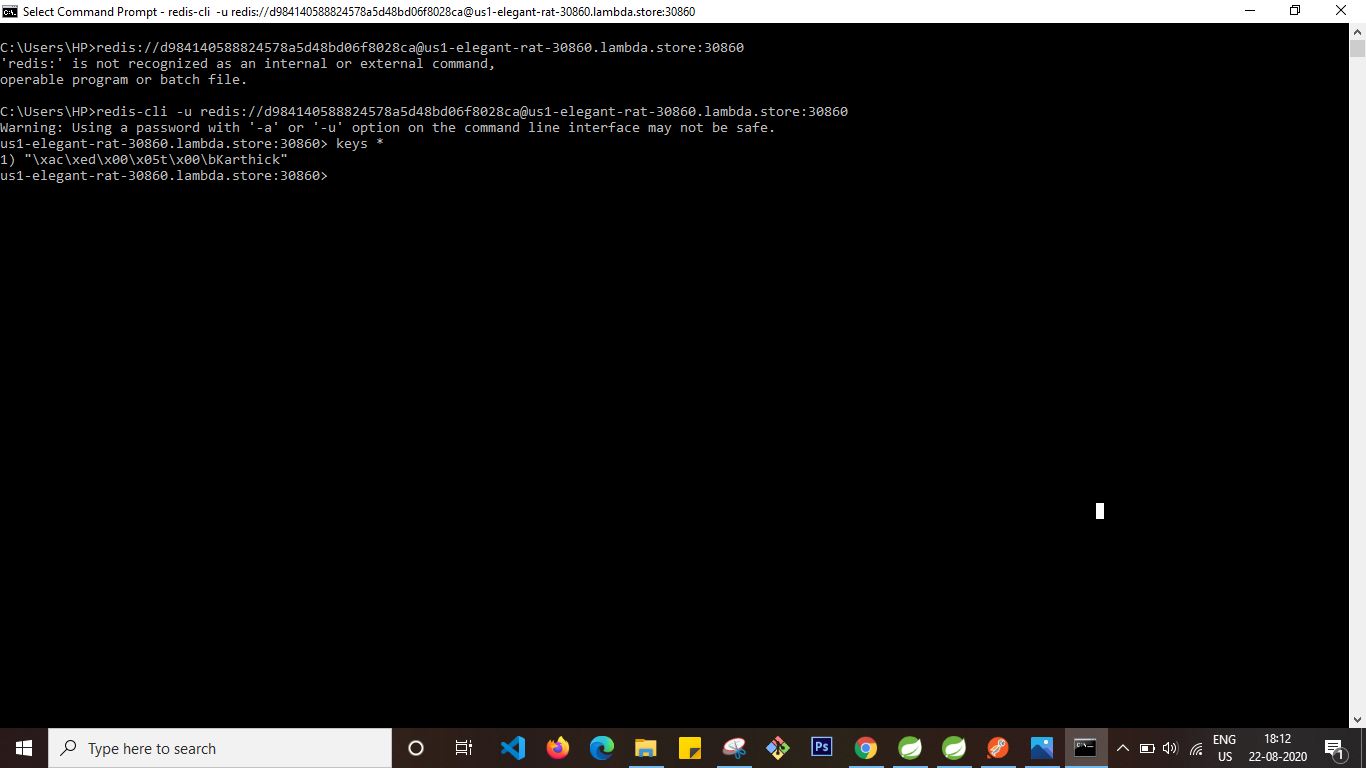 Select Command Prompt - redis-cli -u redis://d984140588824578a5d48bd06f8028ca@us1-elegant-rat-30860.lambda.store:30860
C:\Users\HP>redis://d984140588824578a5d48bd06f8028ca@us1-elegant-rat-30860.lambda.store:30860
'redis:' is not recognized as an internal or external command,
operable program or batch file.
C:\Users\HP>redis-cli -u redis://d984140588824578a5d48bd06f8028ca@us1-elegant-rat-30860.lambda.store:30860
Warning: Using a password with '-a' or '-u' option on the command line interface may not be safe.
us1-elegant-rat-30860.lambda.store:30860> keys *
1) "\xac\xed\x00\x05t\x00\bKarthick"
us1-elegant-rat-30860.lambda.store:30860>
Type here to search
Ps
ENG
US
18:12
22-08-2020
1